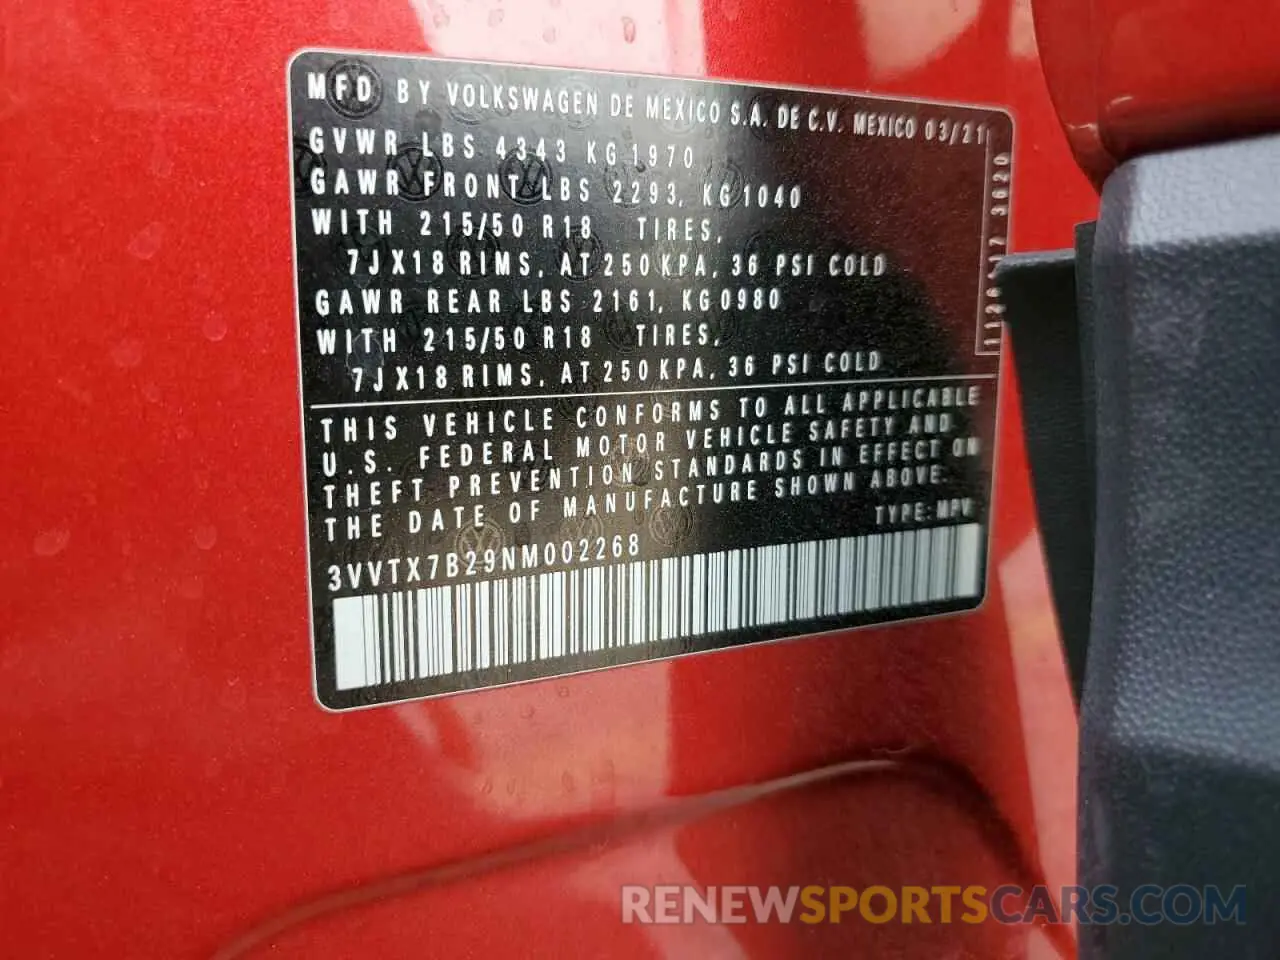 MFD BY VOLKSWAGEN DE MEXICO S.A. DE C.V. MEXICO 03/21
GVWR LBS 4343 KG 1970
GAWR FRONT LBS 2293, KG 1040
WITH 215/50 R18 TIRES,
7JX18 RIMS, AT 250 KPA, 36 PSI COLD
GAWR REAR LBS 2161, KG 0980
WITH 215/50 R18 TIRES,
7JX18 RIMS, AT 250 KPA, 36 PSI COLD
THIS VEHICLE CONFORMS TO ALL APPLICABLE
U.S. FEDERAL MOTOR VEHICLE SAFETY AND
THEFT PREVENTION STANDARDS IN EFFECT ON
THE DATE OF MANUFACTURE SHOWN ABOVE.
TYPE: MPV
3VVTX7B29NM002268
3620
RENEWSPORTSCARS.COM